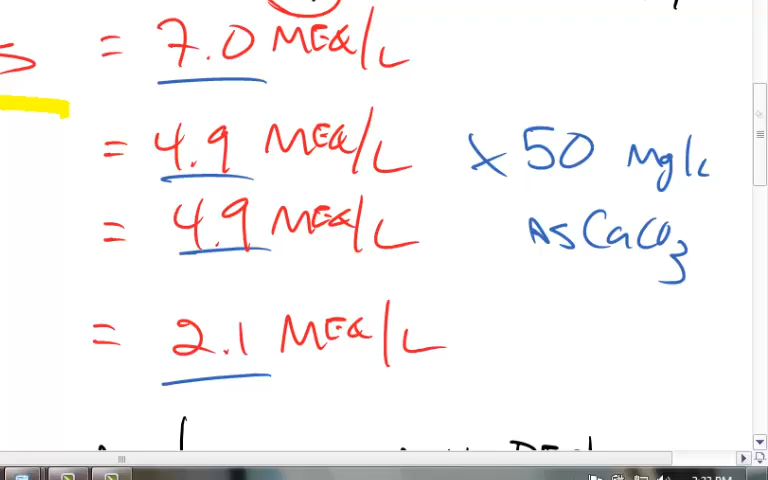 = 7.0 MEQ/L
= 4.9 MEQ/L × 50 Mg/L
= 4.9 MEQ/L As CaCO3
= 2.1 MEQ/L